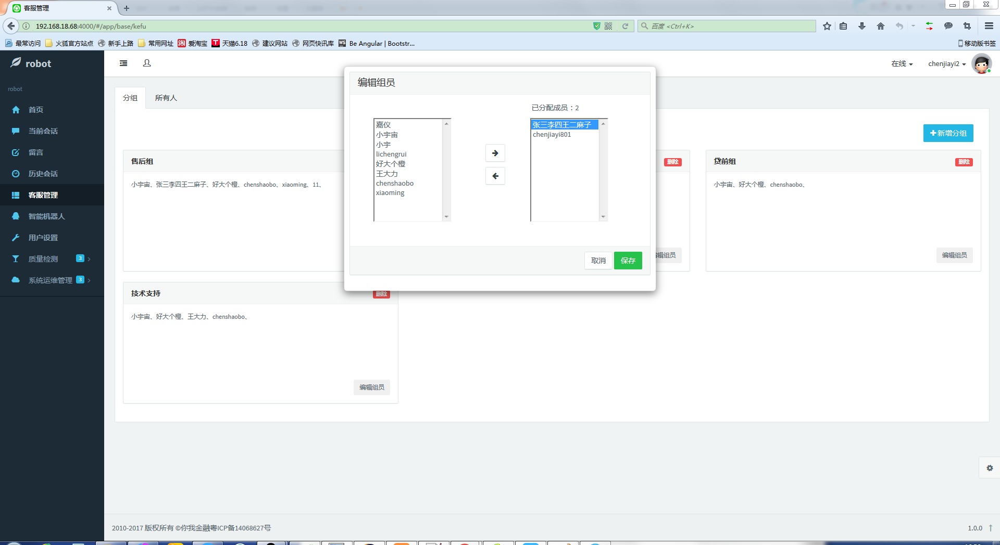 客服管理
192.168.18.68:4000/#/app/base/kefu
百度 <Ctrl+K>
最常访问
火狐官方站点
新手上路
常用网址
爱淘宝
天猫6.18
建议网站
网页快讯库
Be Angular | Bootstr...
移动版书签
robot
在线
chenjiayi2
robot
首页
当前会话
留言
历史会话
客服管理
智能机器人
用户设置
质量检测 3
系统运维管理 3
分组
所有人
新增分组
售后组
小宇宙、张三李四王二麻子、好大个橙、chenshaobo、xiaoming、11、
删除
编辑组员
贷前组
删除
小宇宙、好大个橙、chenshaobo、
编辑组员
技术支持
删除
小宇宙、好大个橙、王大力、chenshaobo、
编辑组员
编辑组员
已分配成员：2
嘉仪
小宇宙
小宇
lichengrui
好大个橙
王大力
chenshaobo
xiaoming
张三李四王二麻子
chenjiayi801
取消
保存
2010-2017 版权所有 ©你我金融粤ICP备14068627号
1.0.0